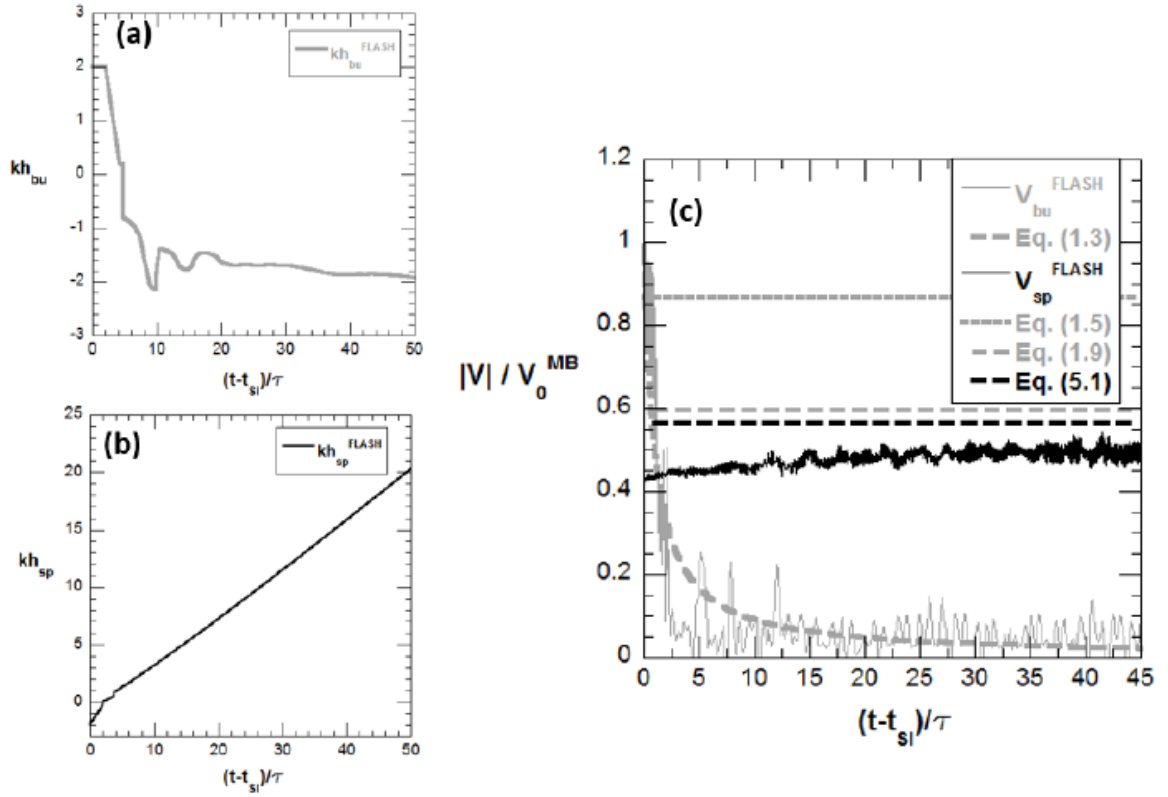 (a)
kh_bu^FLASH
3
2
1
0
-1
-2
-3
kh_bu
0 10 20 30 40 50
(t-t_SI)/τ
(b)
kh_sp^FLASH
25
20
15
10
5
0
kh_sp
0 10 20 30 40 50
(t-t_SI)/τ
(c)
V_bu^FLASH
Eq. (1.3)
V_sp^FLASH
Eq. (1.5)
Eq. (1.9)
Eq. (5.1)
1.2
1
0.8
0.6
0.4
0.2
0
|V| / V_0^MB
0 5 10 15 20 25 30 35 40 45
(t-t_SI)/τ